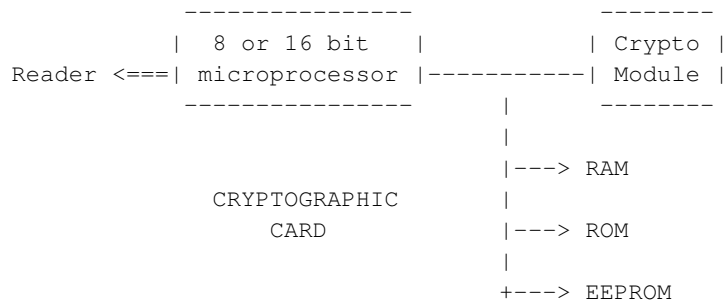 ----------------                --------
|  8 or 16 bit   |             | Crypto |
Reader <===| microprocessor |-----------| Module |
----------------      |      --------
|
|---> RAM
CRYPTOGRAPHIC        |
CARD             |---> ROM
|
+---> EEPROM